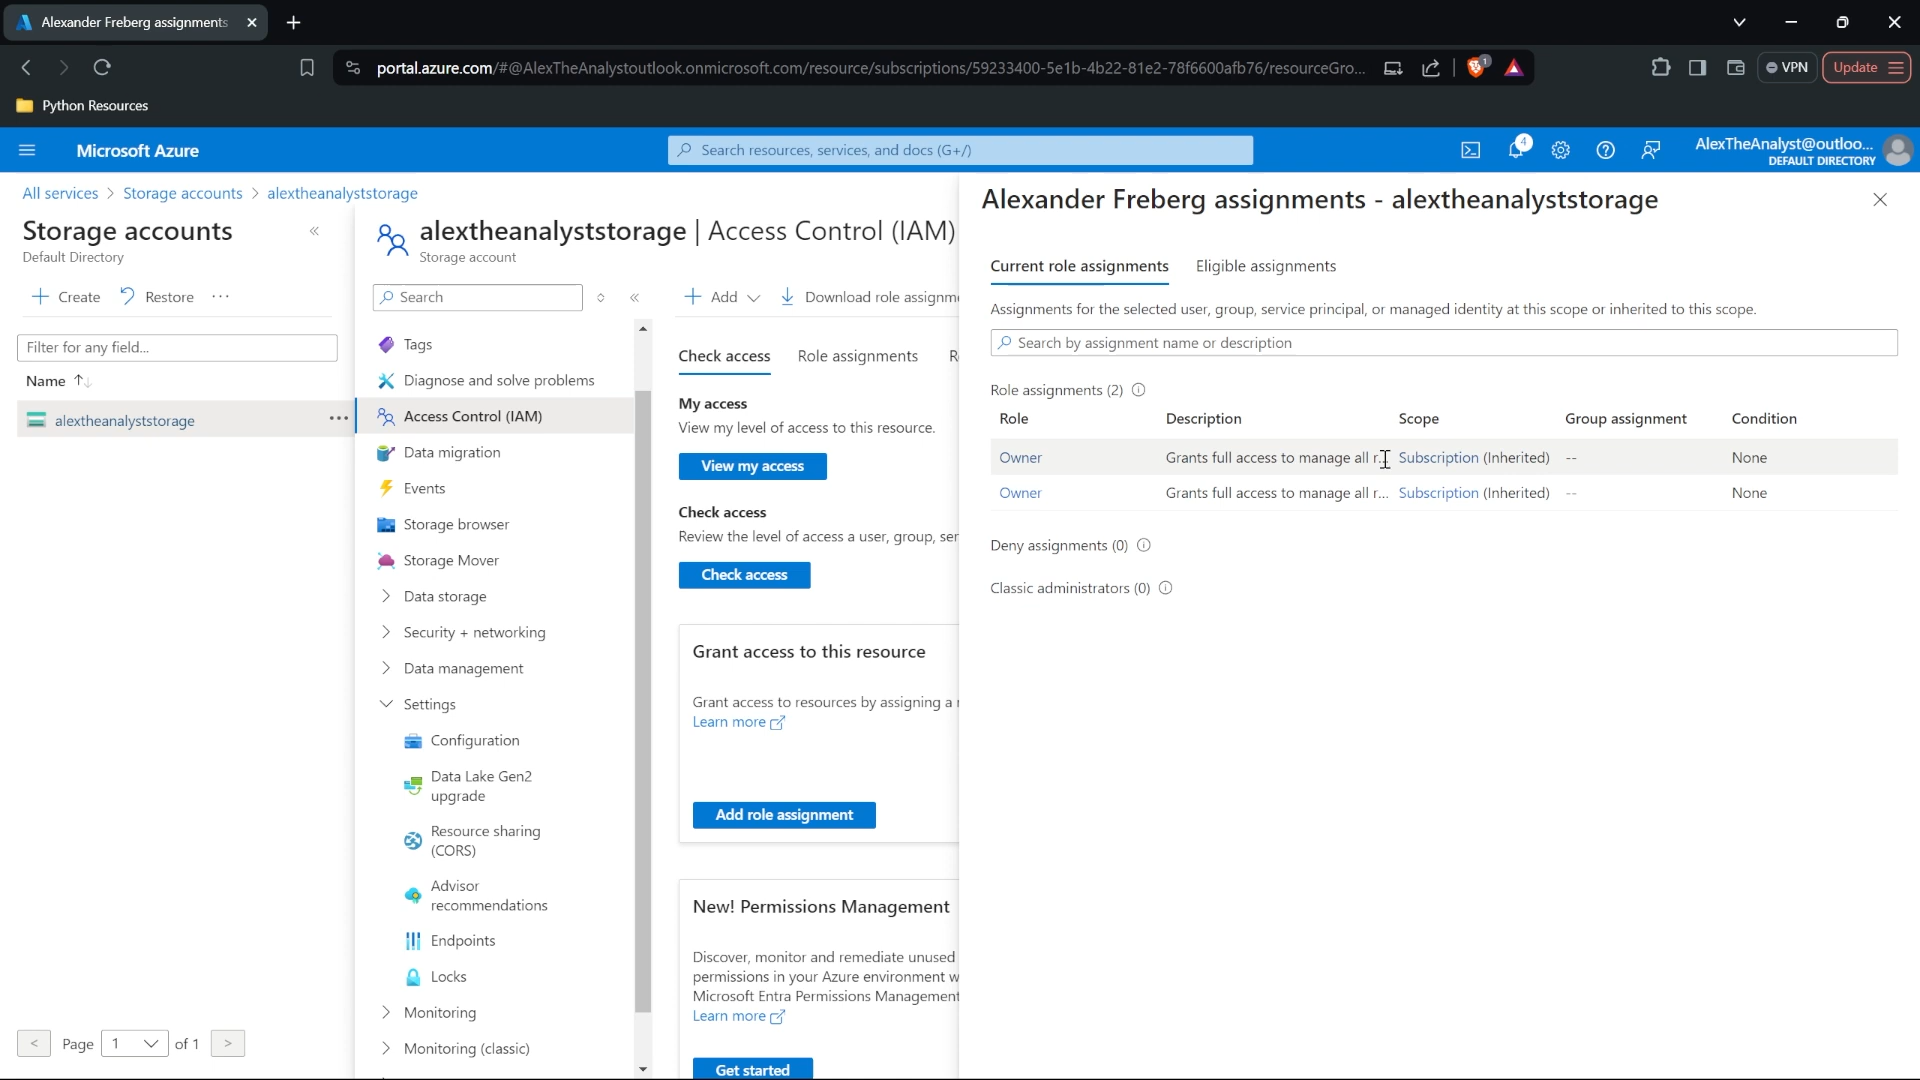 Alexander Freberg assignments
portal.azure.com/#@AlexTheAnalystoutlook.onmicrosoft.com/resource/subscriptions/59233400-5e1b-4b22-81e2-78f6600afb76/resourceGro...
1
VPN
Update
Python Resources
Microsoft Azure
Search resources, services, and docs (G+/)
4
AlexTheAnalyst@outloo...
DEFAULT DIRECTORY
All services > Storage accounts > alextheanalyststorage
Storage accounts
Default Directory
Create
Restore
Filter for any field...
Name
alextheanalyststorage
Page 1 of 1
alextheanalyststorage | Access Control (IAM)
Storage account
Search
Tags
Diagnose and solve problems
Access Control (IAM)
Data migration
Events
Storage browser
Storage Mover
Data storage
Security + networking
Data management
Settings
Configuration
Data Lake Gen2
upgrade
Resource sharing
(CORS)
Advisor
recommendations
Endpoints
Locks
Monitoring
Monitoring (classic)
Add
Download role assignme
Check access
Role assignments
R
My access
View my level of access to this resource.
View my access
Check access
Review the level of access a user, group, ser
Check access
Grant access to this resource
Grant access to resources by assigning a r
Learn more
Add role assignment
New! Permissions Management
Discover, monitor and remediate unused
permissions in your Azure environment w
Microsoft Entra Permissions Management
Learn more
Get started
Alexander Freberg assignments - alextheanalyststorage
Current role assignments
Eligible assignments
Assignments for the selected user, group, service principal, or managed identity at this scope or inherited to this scope.
Search by assignment name or description
Role assignments (2)
Role Description Scope Group assignment Condition
Owner Grants full access to manage all r... Subscription (Inherited) -- None
Owner Grants full access to manage all r... Subscription (Inherited) -- None
Deny assignments (0)
Classic administrators (0)